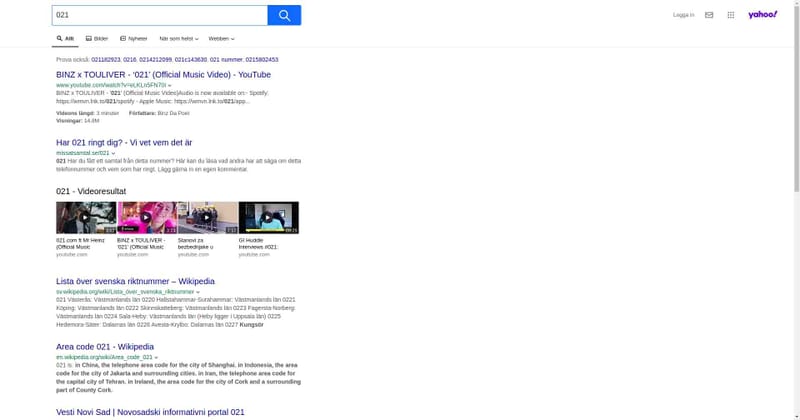 021
Logga in
yahoo!
Allt
Bilder
Nyheter
När som helst
Webben
Prova också: 021182923, 0216, 0214212099, 021c143630, 021 nummer, 0215802453
BINZ x TOULIVER - '021' (Official Music Video) - YouTube
www.youtube.com/watch?v=eLKLn5FN70I
BINZ x TOULIVER - '021' (Official Music Video)Audio is now available on:- Spotify:
https://wmvn.lnk.to/021/spotify - Apple Music: https://wmvn.lnk.to/021/app...
Videons längd: 3 minuter
Författare: Binz Da Poet
Visningar: 14.8M
Har 021 ringt dig? - Vi vet vem det är
missatsamtal.se/021
021 Har du fått ett samtal från detta nummer? Här kan du läsa vad andra har att säga om detta
telefonnummer och vem som har ringt. Lägg gärna in en egen kommentar.
021 - Videoresultat
021.com ft Mr Heinz
(Official Music
youtube.com
BINZ x TOULIVER -
'021' (Official Music
youtube.com
Stanovi za
bezbednjake u
youtube.com
GI Huddle
Interviews #021:
youtube.com
Lista över svenska riktnummer – Wikipedia
sv.wikipedia.org/wiki/Lista_över_svenska_riktnummer
021 Västerås: Västmanlands län 0220 Hallstahammar-Surahammar: Västmanlands län 0221
Köping: Västmanlands län 0222 Skinnskatteberg: Västmanlands län 0223 Fagersta-Norberg:
Västmanlands län 0224 Sala-Heby: Västmanlands län (Heby ligger i Uppsala län) 0225
Hedemora-Säter: Dalarnas län 0226 Avesta-Krylbo: Dalarnas län 0227 Kungsör
Area code 021 - Wikipedia
en.wikipedia.org/wiki/Area_code_021
021 is: in China, the telephone area code for the city of Shanghai. in Indonesia, the area
code for the city of Jakarta and surrounding cities. in Iran, the telephone area code for
the capital city of Tehran. in Ireland, the area code for the city of Cork and a surrounding
part of County Cork.
Vesti Novi Sad | Novosadski informativni portal 021